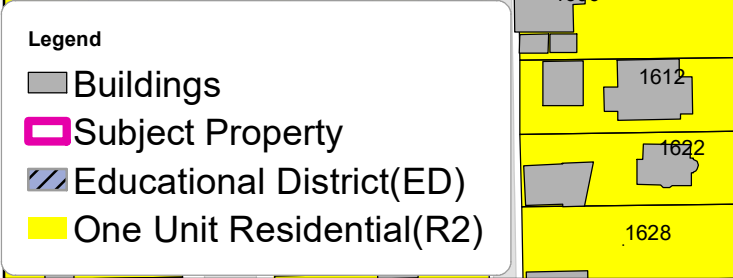 Legend
Buildings
Subject Property
Educational District(ED)
One Unit Residential(R2)
1612
1622
1628